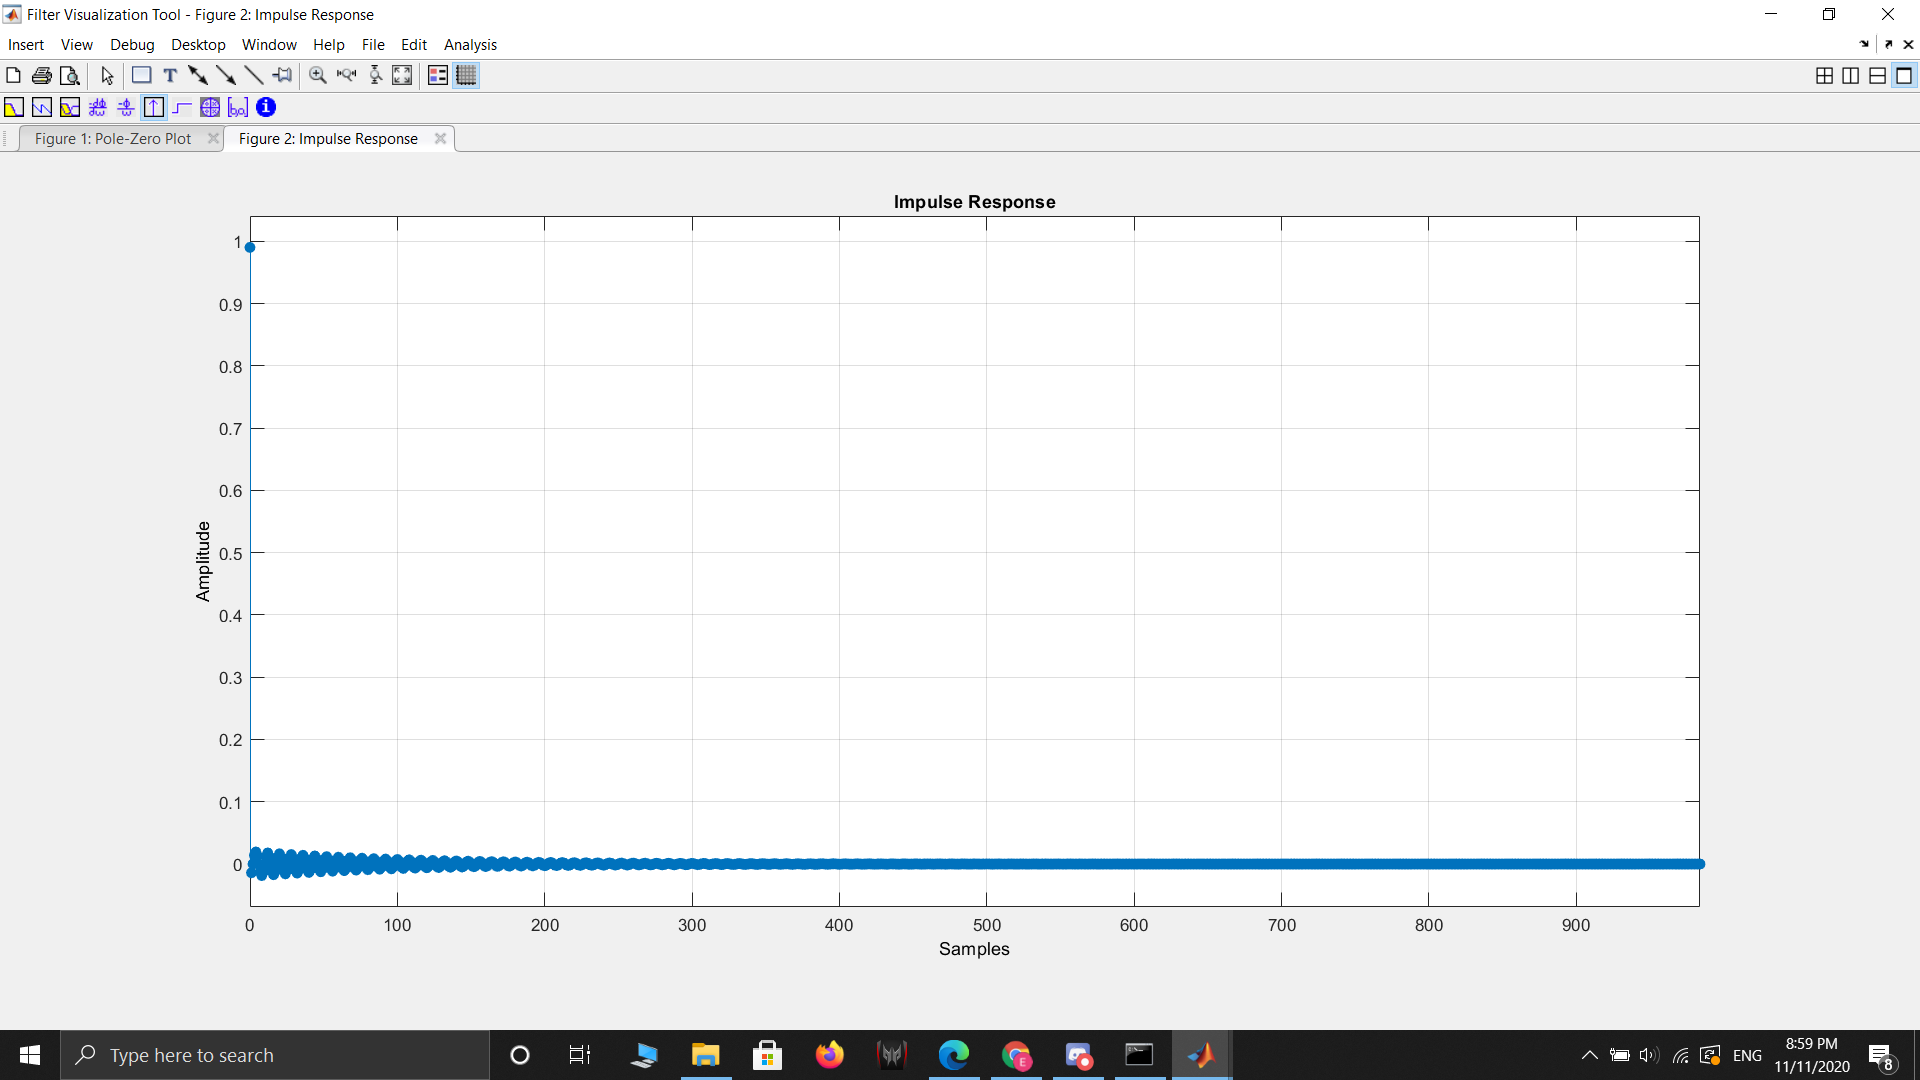 Filter Visualization Tool - Figure 2: Impulse Response
Insert View Debug Desktop Window Help File Edit Analysis
Figure 1: Pole-Zero Plot
Figure 2: Impulse Response
Impulse Response
1
0.9
0.8
0.7
0.6
0.5
0.4
0.3
0.2
0.1
0
Amplitude
0 100 200 300 400 500 600 700 800 900
Samples
Type here to search
E
ENG
8:59 PM
11/11/2020
8